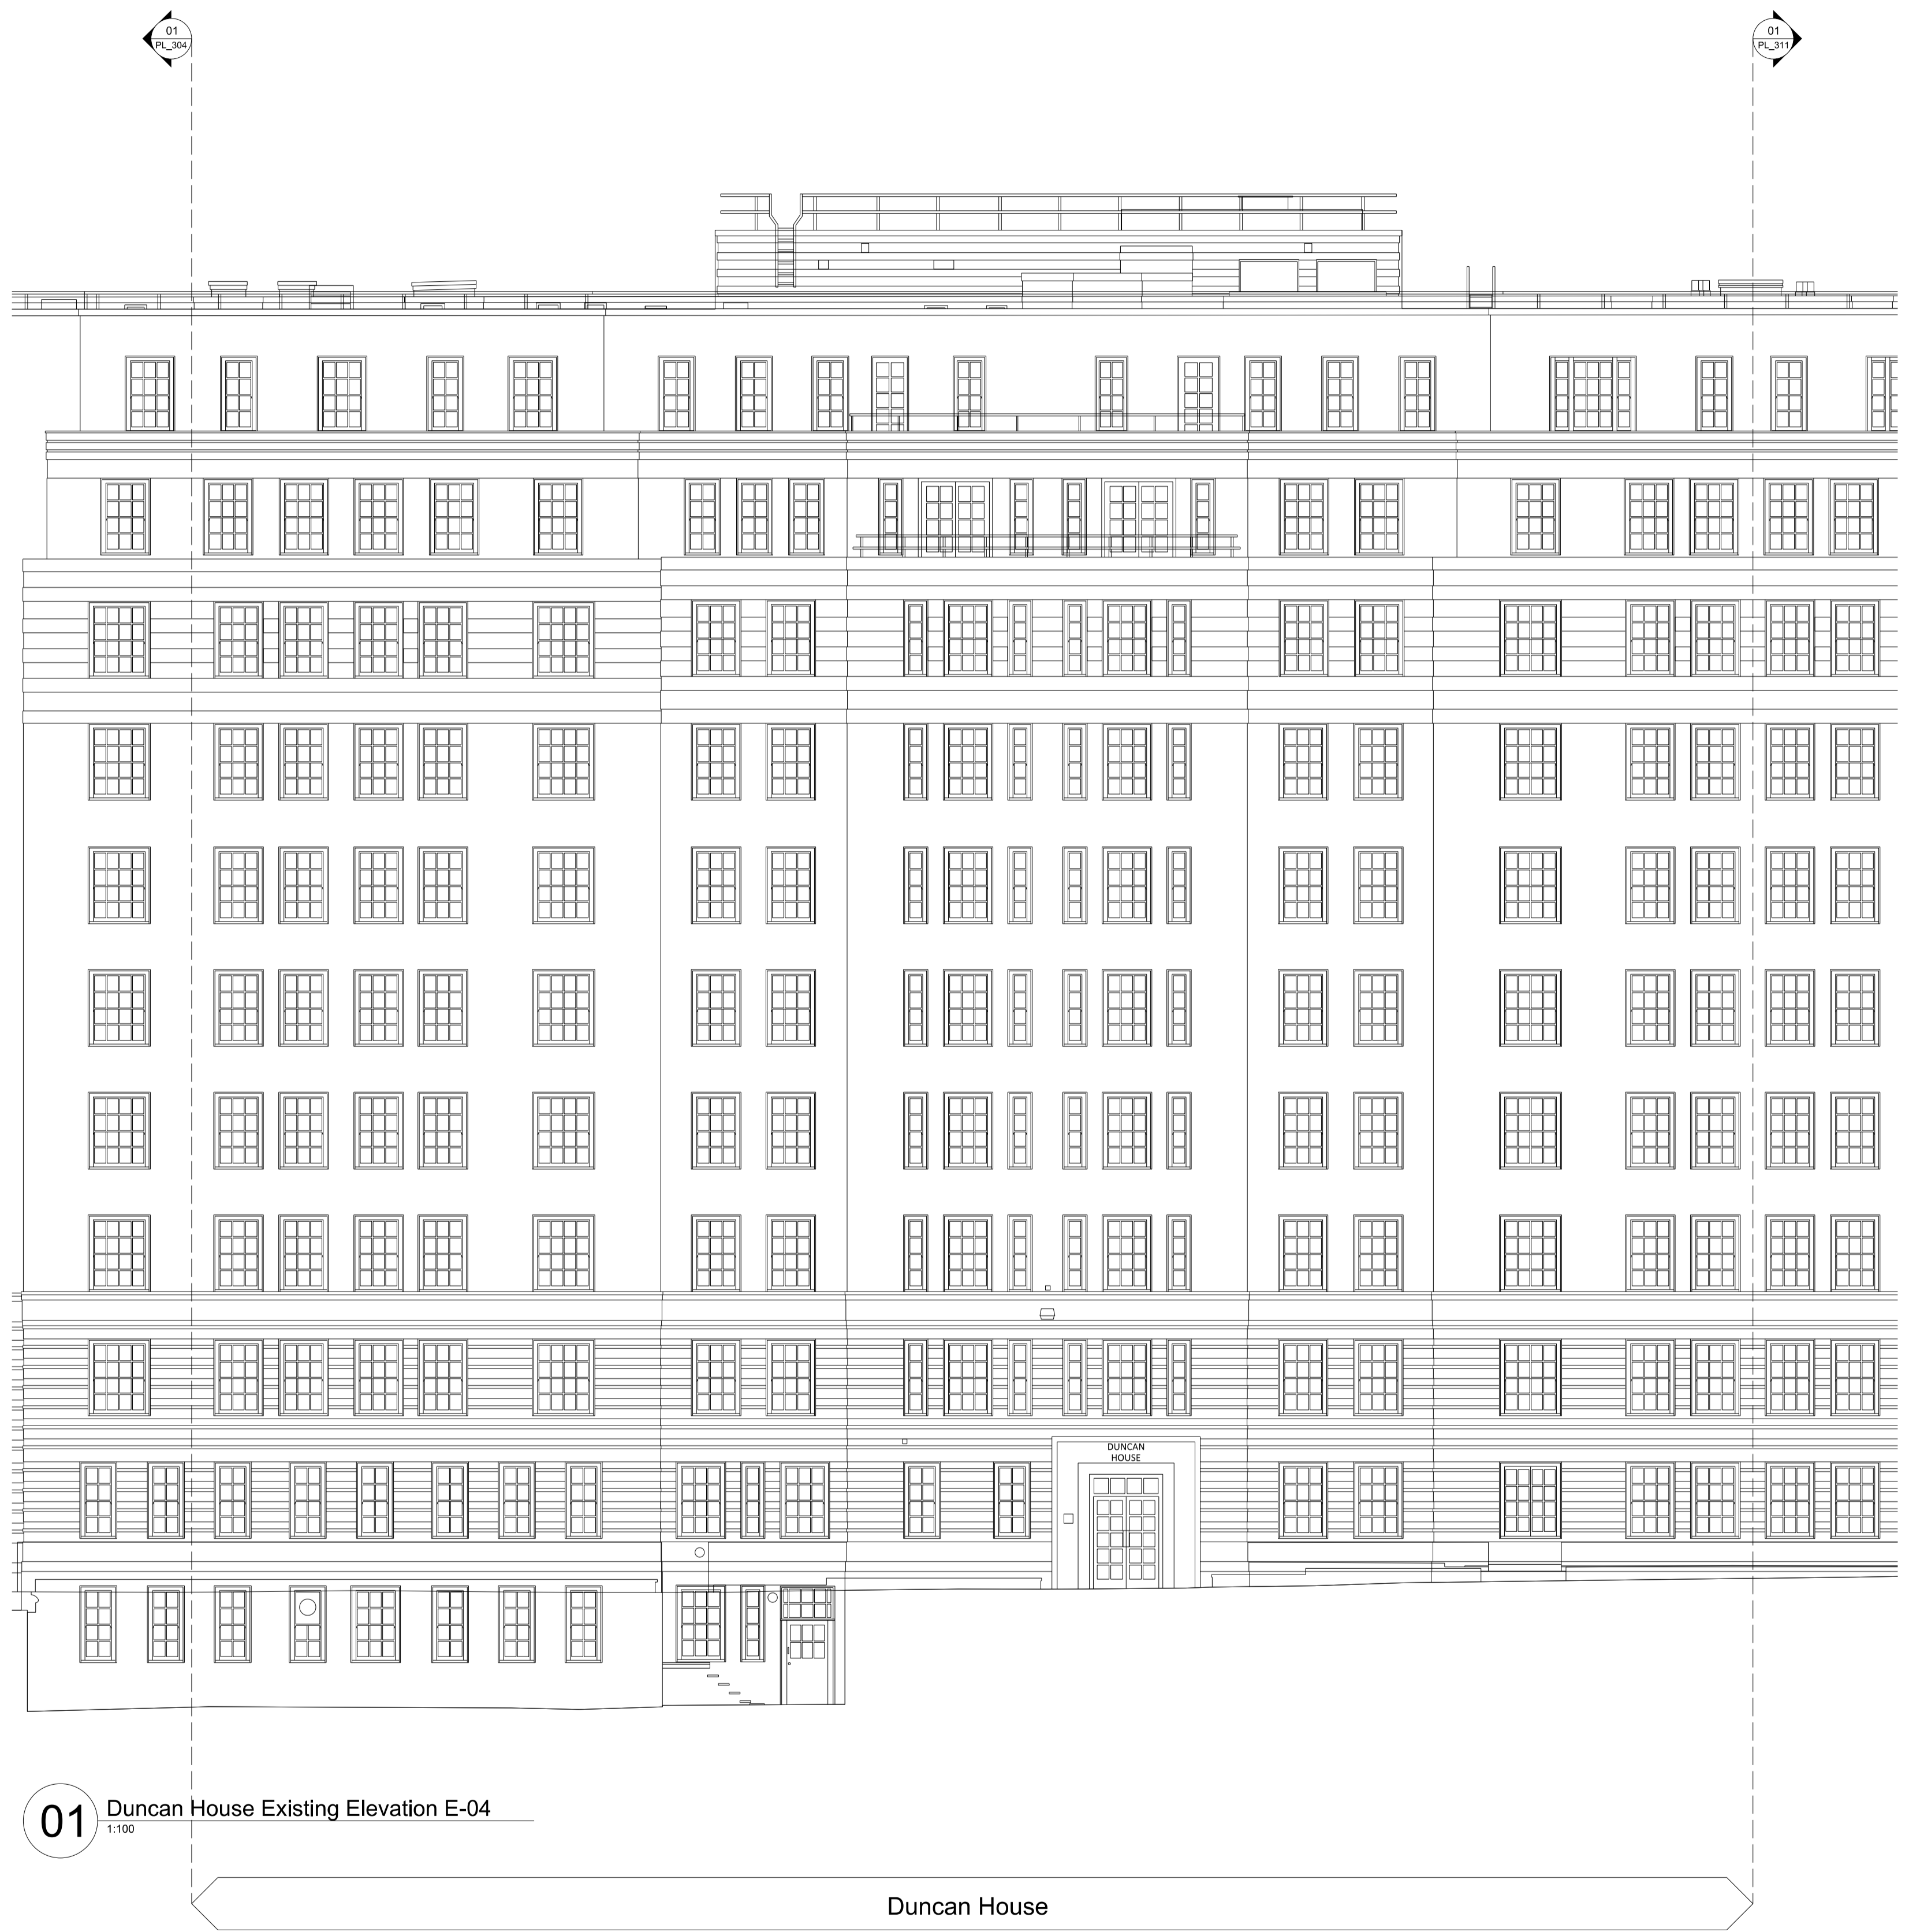 01
PL_304
01
PL_311
DUNCAN
HOUSE
01
Duncan House Existing Elevation E-04
1:100
Duncan House